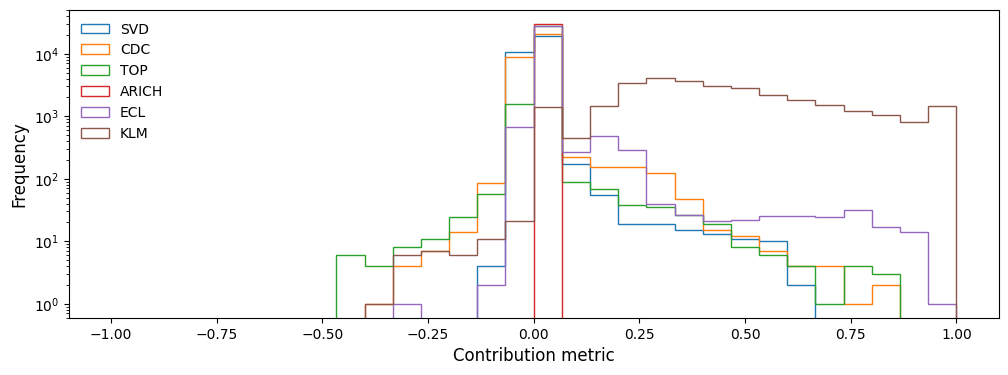 SVD
CDC
TOP
ARICH
ECL
KLM
Frequency
10⁴
10³
10²
10¹
10⁰
−1.00 −0.75 −0.50 −0.25 0.00 0.25 0.50 0.75 1.00
Contribution metric